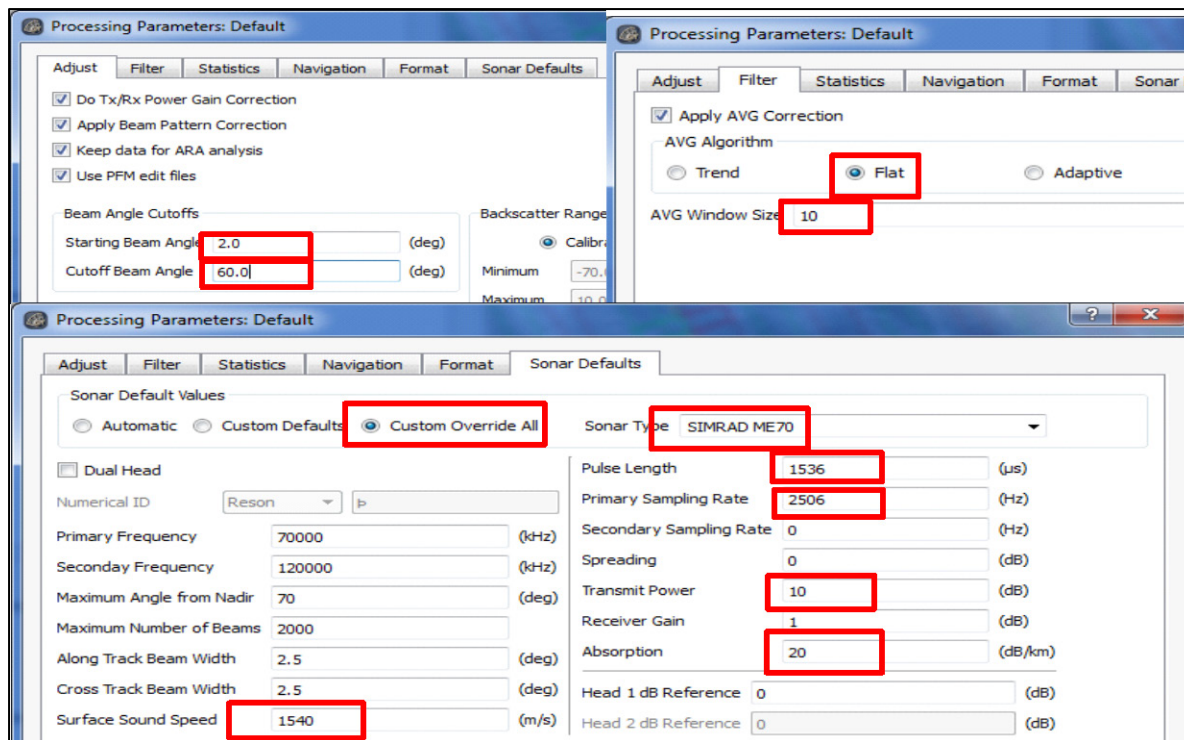 Processing Parameters: Default
Adjust Filter Statistics Navigation Format Sonar Defaults
Do Tx/Rx Power Gain Correction
Apply Beam Pattern Correction
Keep data for ARA analysis
Use PFM edit files
Beam Angle Cutoffs
Starting Beam Angle 2.0 (deg)
Cutoff Beam Angle 60.0 (deg)
Backscatter Range
Minimum
Maximum
Processing Parameters: Default
Adjust Filter Statistics Navigation Format Sonar
Apply AVG Correction
AVG Algorithm
Trend Flat Adaptive
AVG Window Size 10
Processing Parameters: Default
Adjust Filter Statistics Navigation Format Sonar Defaults
Sonar Default Values
Automatic Custom Defaults Custom Override All
Sonar Type SIMRAD ME70
Dual Head
Numerical ID Reson
Primary Frequency 70000 (kHz)
Seconday Frequency 120000 (kHz)
Maximum Angle from Nadir 70 (deg)
Maximum Number of Beams 2000
Along Track Beam Width 2.5 (deg)
Cross Track Beam Width 2.5 (deg)
Surface Sound Speed 1540 (m/s)
Pulse Length 1536 (μs)
Primary Sampling Rate 2506 (Hz)
Secondary Sampling Rate 0 (Hz)
Spreading 0 (dB)
Transmit Power 10 (dB)
Receiver Gain 1 (dB)
Absorption 20 (dB/km)
Head 1 dB Reference 0 (dB)
Head 2 dB Reference 0 (dB)